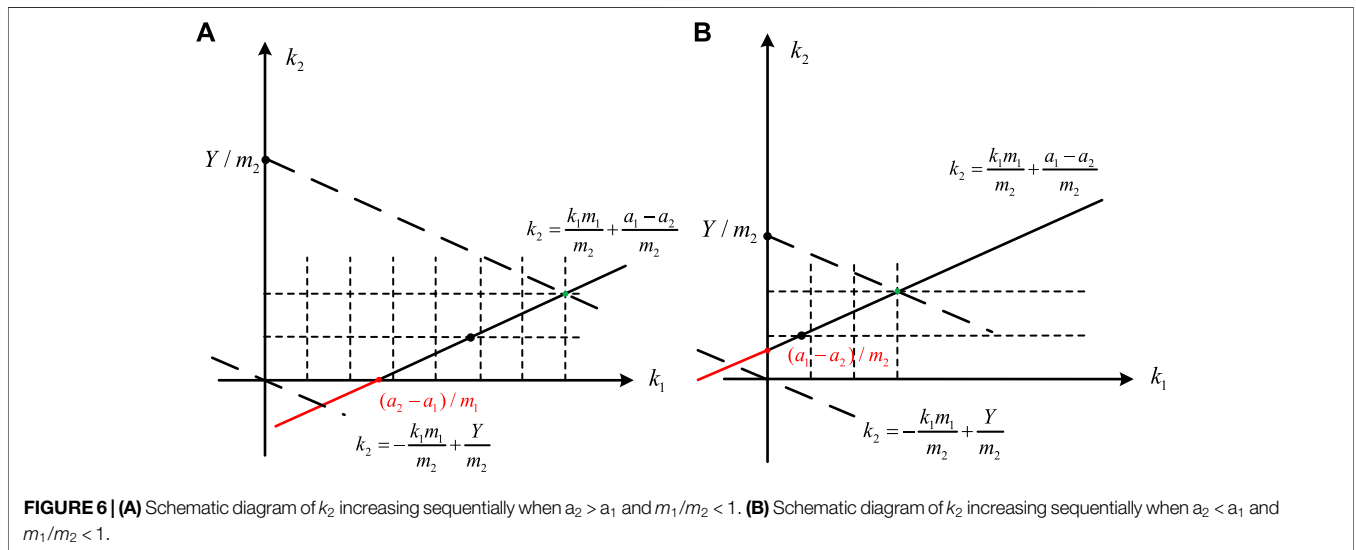 A
k₂
Y / m₂
k₂ = k₁m₁/m₂ + (a₁ − a₂)/m₂
k₁
(a₂ − a₁) / m₁
k₂ = −k₁m₁/m₂ + Y/m₂
B
k₂
k₂ = k₁m₁/m₂ + (a₁ − a₂)/m₂
Y / m₂
(a₁ − a₂) / m₂
k₁
k₂ = −k₁m₁/m₂ + Y/m₂
FIGURE 6 | (A) Schematic diagram of k₂ increasing sequentially when a₂ > a₁ and m₁/m₂ < 1. (B) Schematic diagram of k₂ increasing sequentially when a₂ < a₁ and
m₁/m₂ < 1.